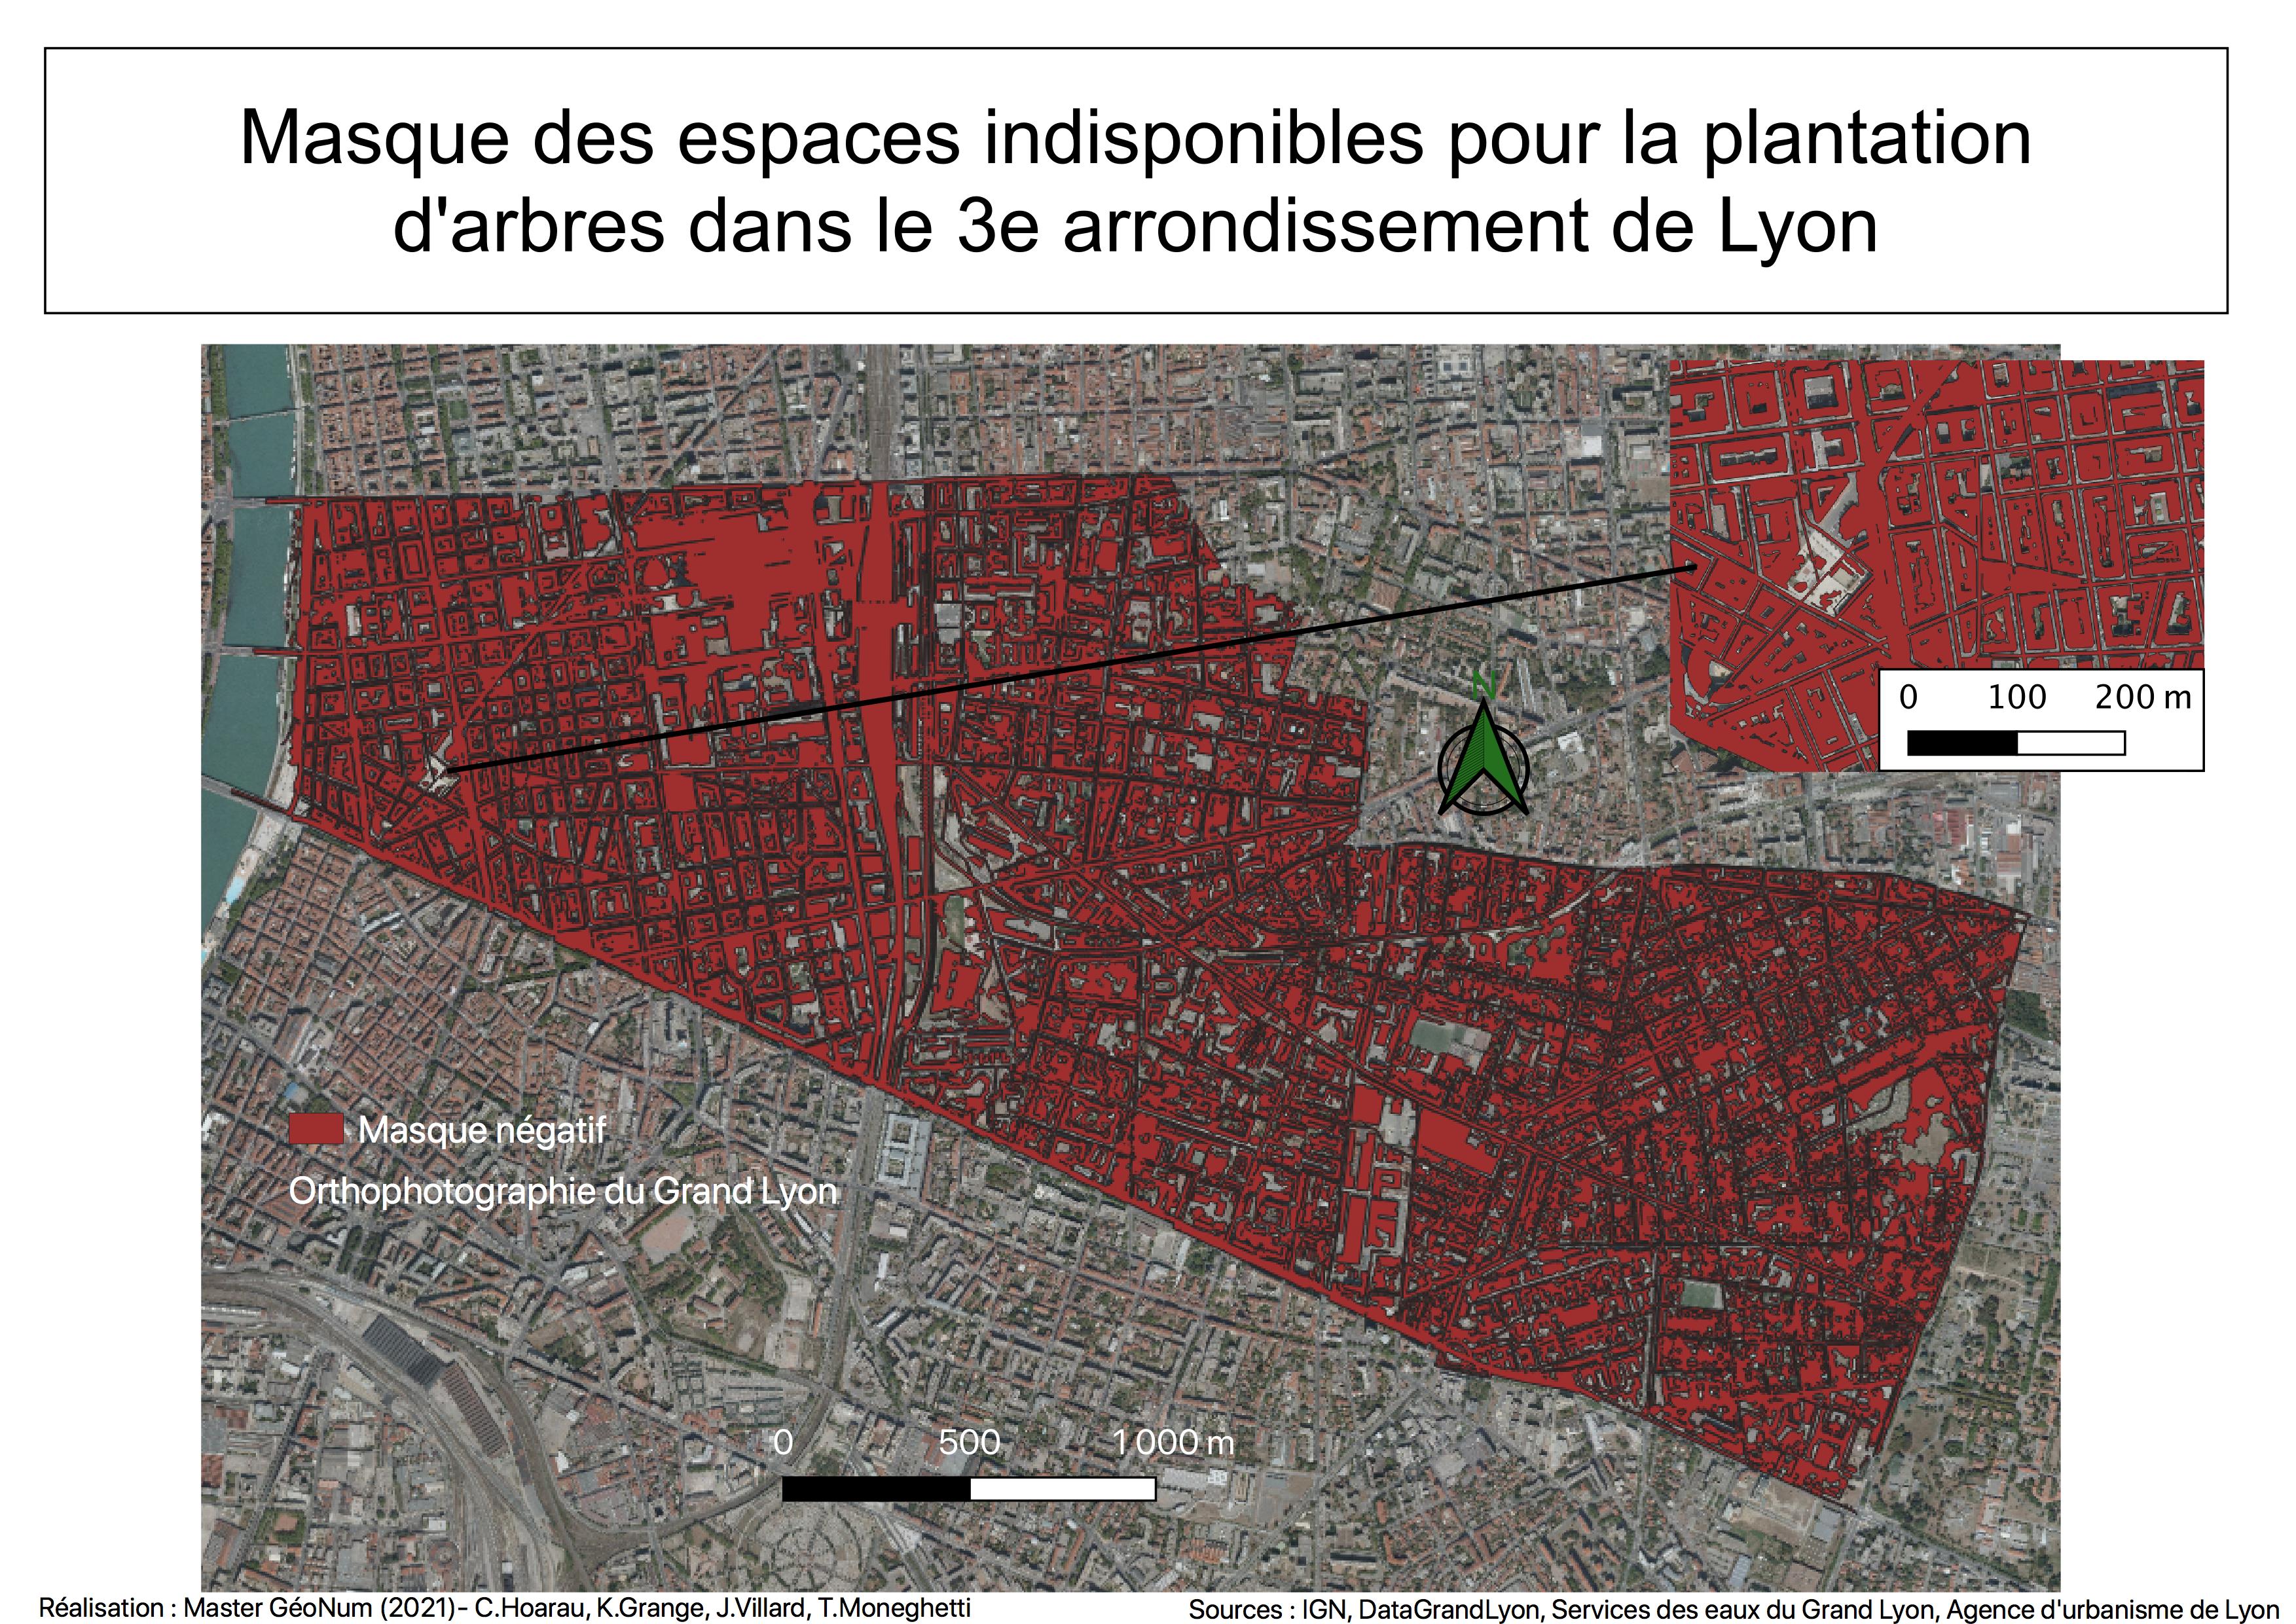 Masque des espaces indisponibles pour la plantation
d'arbres dans le 3e arrondissement de Lyon
0 100 200 m
N
Masque négatif
Orthophotographie du Grand Lyon
0 500 1 000 m
Réalisation : Master GéoNum (2021)- C.Hoarau, K.Grange, J.Villard, T.Moneghetti
Sources : IGN, DataGrandLyon, Services des eaux du Grand Lyon, Agence d'urbanisme de Lyon